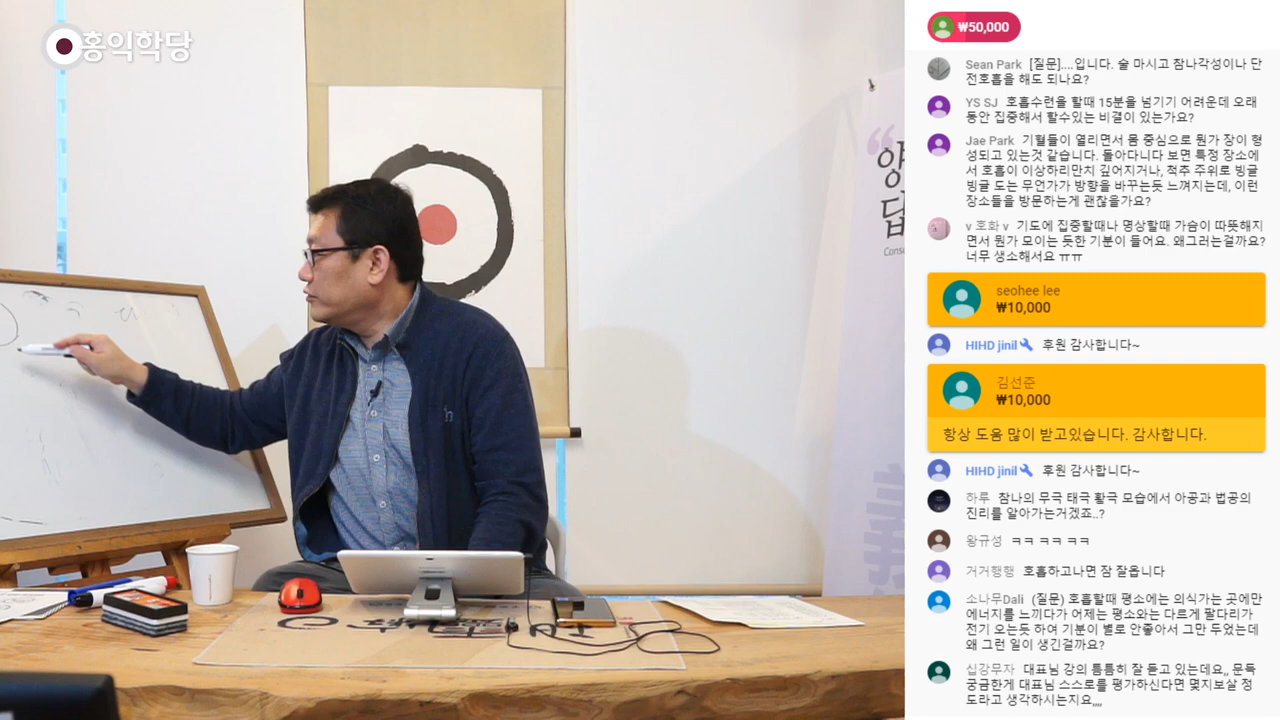 홍익학당
양
답
Consu
₩50,000
Sean Park [질문]....입니다. 술 마시고 참나각성이나 단
전호흡을 해도 되나요?
YS SJ 호흡수련을 할때 15분을 넘기기 어려운데 오래
동안 집중해서 할수있는 비결이 있는가요?
Jae Park 기혈들이 열리면서 몸 중심으로 뭔가 장이 형
성되고 있는것 같습니다. 돌아다니다 보면 특정 장소에
서 호흡이 이상하리만치 깊어지거나, 척추 주위로 빙글
빙글 도는 무언가가 방향을 바꾸는듯 느껴지는데, 이런
장소들을 방문하는게 괜찮을가요?
v 호화 v 기도에 집중할때나 명상할때 가슴이 따뜻해지
면서 뭔가 모이는 듯한 기분이 들어요. 왜그러는걸까요?
너무 생소해서요 ㅠㅠ
seohee lee
₩10,000
HIHD jinil 후원 감사합니다~
김선준
₩10,000
항상 도움 많이 받고있습니다. 감사합니다.
HIHD jinil 후원 감사합니다~
하루 참나의 무극 태극 황극 모습에서 아공과 법공의
진리를 알아가는거겠죠..?
왕규성 ㅋㅋ ㅋㅋ ㅋㅋ
거거행행 호흡하고나면 잠 잘옵니다
소나무Dali (질문) 호흡할때 평소에는 의식가는 곳에만
에너지를 느끼다가 어제는 평소와는 다르게 팔다리가
전기 오는듯 하여 기분이 별로 안좋아서 그만 두었는데
왜 그런 일이 생긴걸까요?
십강무자 대표님 강의 틈틈히 잘 듣고 있는데요,, 문득
궁금한게 대표님 스스로를 평가하신다면 몇지보살 정
도라고 생각하시는지요,,,,